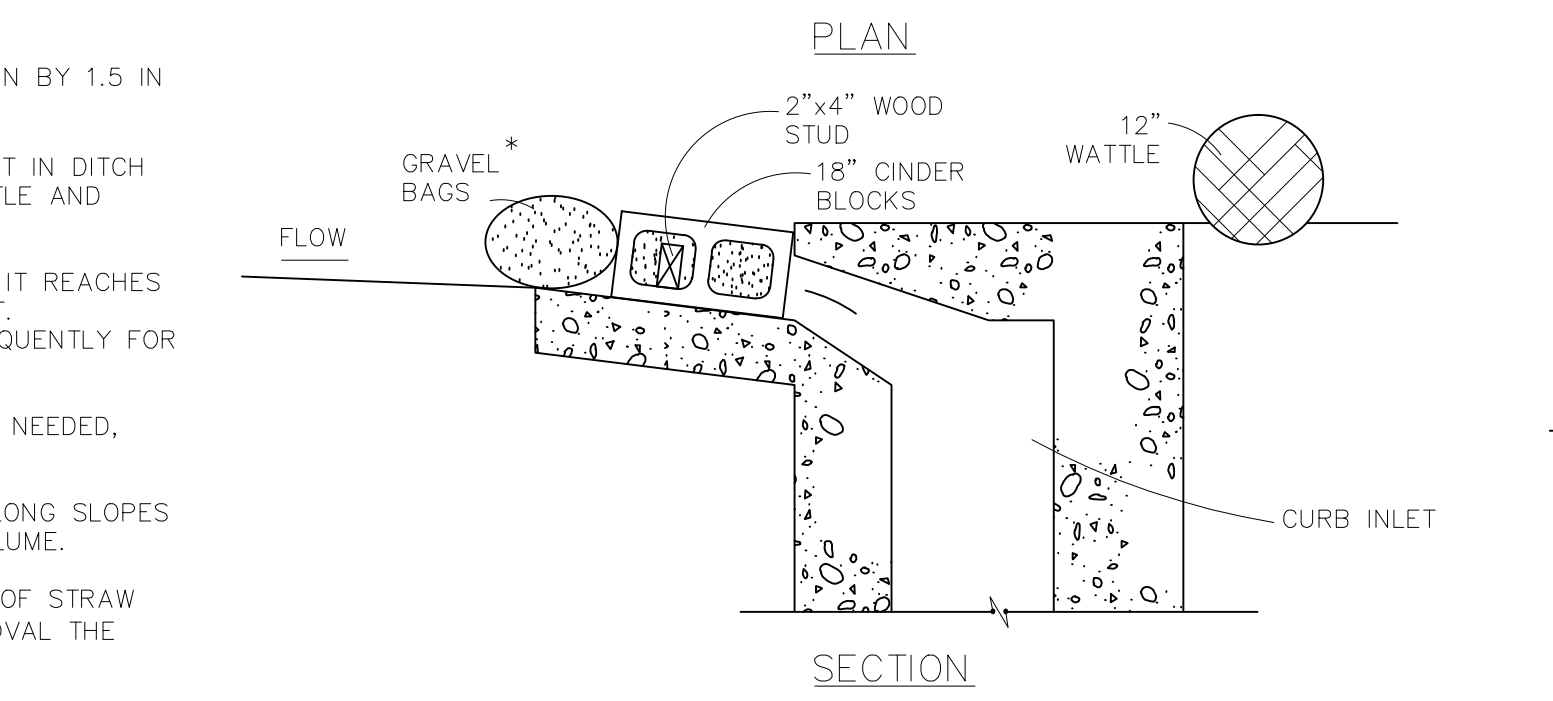 N BY 1.5 IN
T IN DITCH
TLE AND
IT REACHES
T.
QUENTLY FOR
NEEDED,
LONG SLOPES
LUME.
OF STRAW
OVAL THE
PLAN
2”x4” WOOD
STUD
18” CINDER
BLOCKS
GRAVEL *
BAGS
FLOW
12”
WATTLE
CURB INLET
SECTION